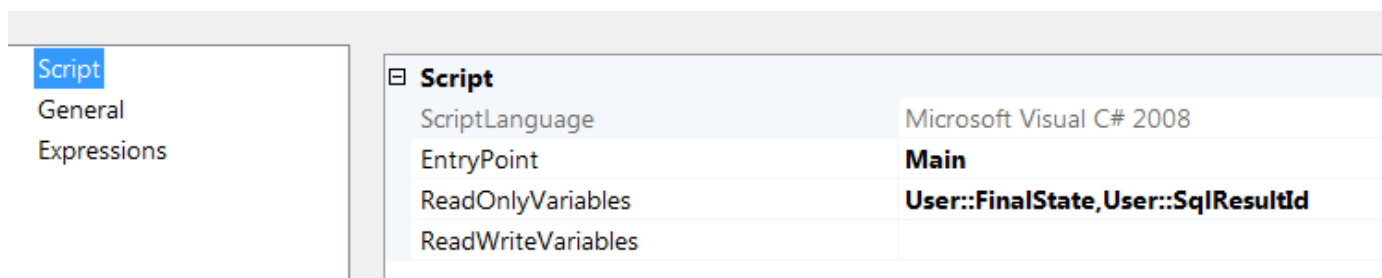 Script
General
Expressions
Script
ScriptLanguage Microsoft Visual C# 2008
EntryPoint Main
ReadOnlyVariables User::FinalState,User::SqlResultId
ReadWriteVariables